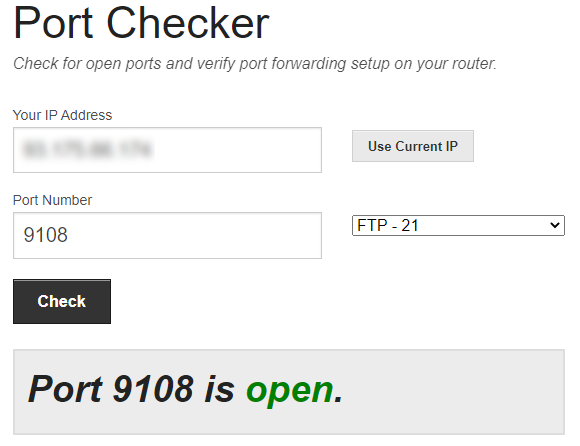 Port Checker
Check for open ports and verify port forwarding setup on your router.
Your IP Address
Use Current IP
Port Number
9108
FTP - 21
Check
Port 9108 is open.